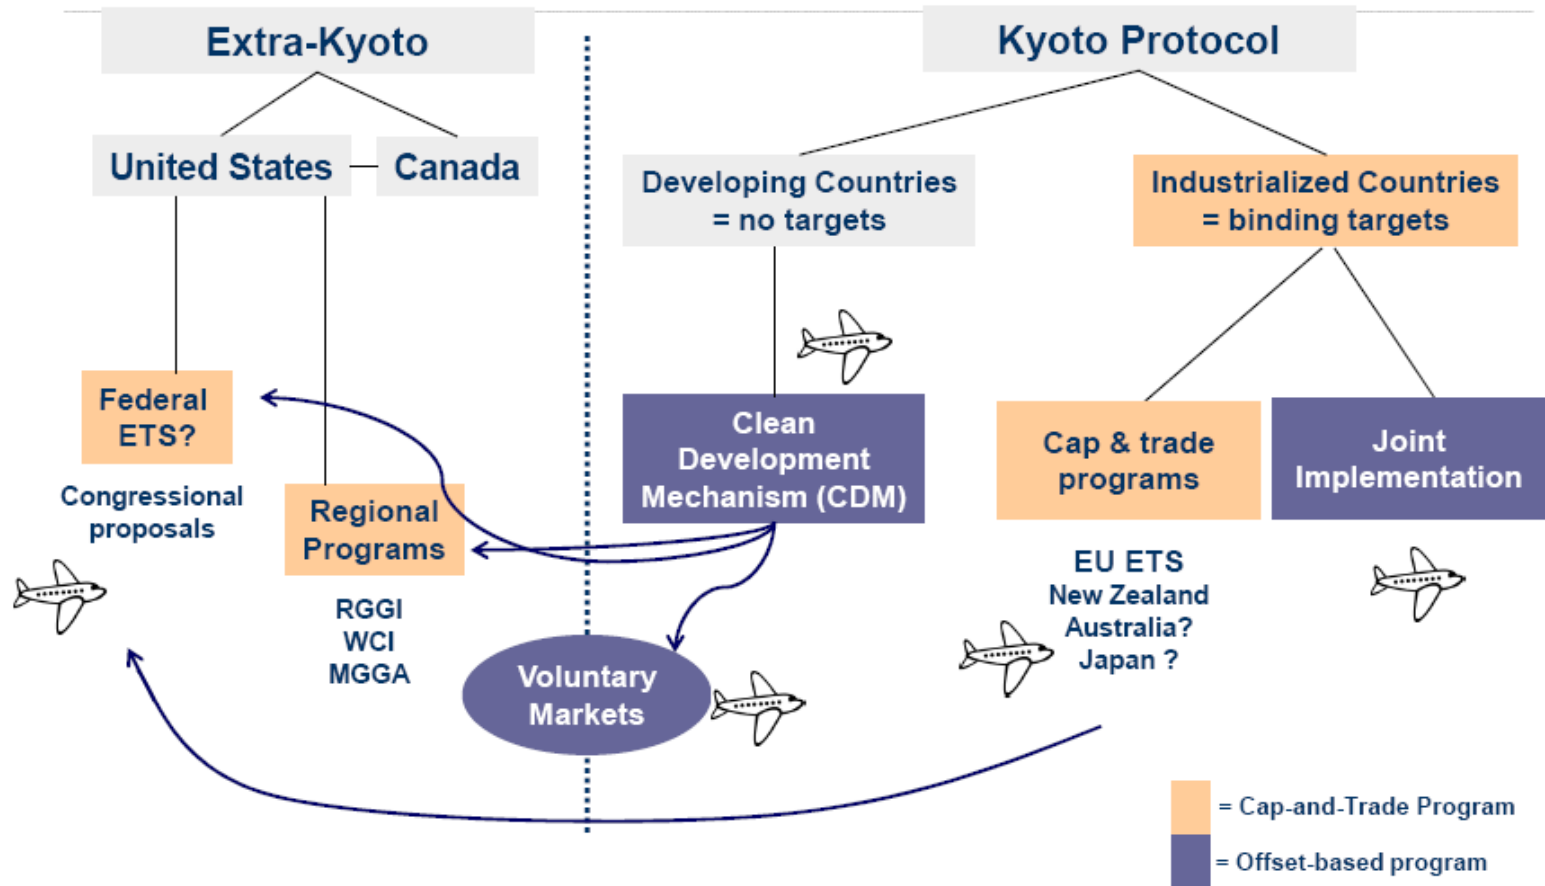 Extra-Kyoto
Kyoto Protocol
United States
Canada
Developing Countries
= no targets
Industrialized Countries
= binding targets
Federal
ETS?
Congressional
proposals
Regional
Programs
RGGI
WCI
MGGA
Clean
Development
Mechanism (CDM)
Cap & trade
programs
Joint
Implementation
EU ETS
New Zealand
Australia?
Japan ?
Voluntary
Markets
= Cap-and-Trade Program
= Offset-based program